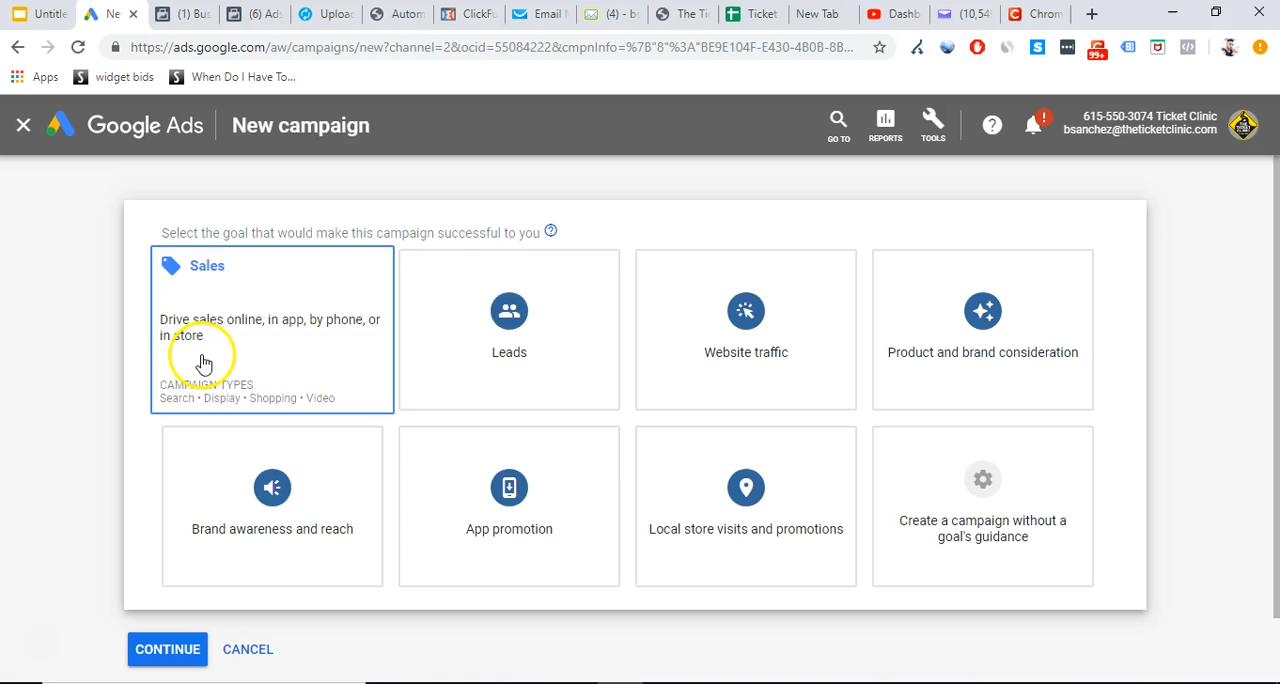 Untitle
Ne
(1) Bus
(6) Ads
Upload
Autom
ClickFu
Email M
(4) - bs
The Tic
Ticket
New Tab
Dashb
(10,54
Chrom
https://ads.google.com/aw/campaigns/new?channel=2&ocid=55084222&cmpnInfo=%7B"8"%3A"BE9E104F-E430-4B0B-8B...
99+
Apps
widget bids
When Do I Have To...
Google Ads
New campaign
GO TO
REPORTS
TOOLS
615-550-3074 Ticket Clinic
bsanchez@theticketclinic.com
Select the goal that would make this campaign successful to you
Sales
Drive sales online, in app, by phone, or
in store
CAMPAIGN TYPES
Search • Display • Shopping • Video
Leads
Website traffic
Product and brand consideration
Brand awareness and reach
App promotion
Local store visits and promotions
Create a campaign without a
goal's guidance
CONTINUE
CANCEL